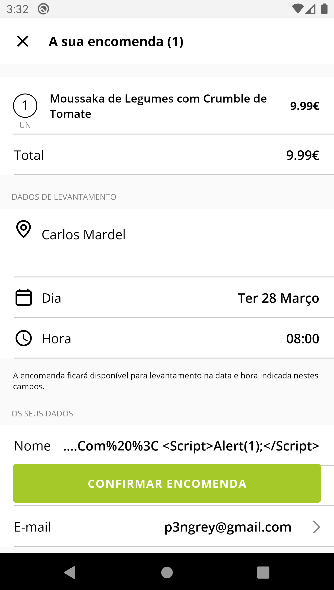 3:32
A sua encomenda (1)
1
UN
Moussaka de Legumes com Crumble de
Tomate
9.99€
Total
9.99€
DADOS DE LEVANTAMENTO
Carlos Mardel
Dia
Ter 28 Março
Hora
08:00
A encomenda ficará disponível para levantamento na data e hora indicada nestes
campos.
OS SEUS DADOS
Nome
....Com%20%3C <Script>Alert(1);</Script>
CONFIRMAR ENCOMENDA
E-mail
p3ngrey@gmail.com